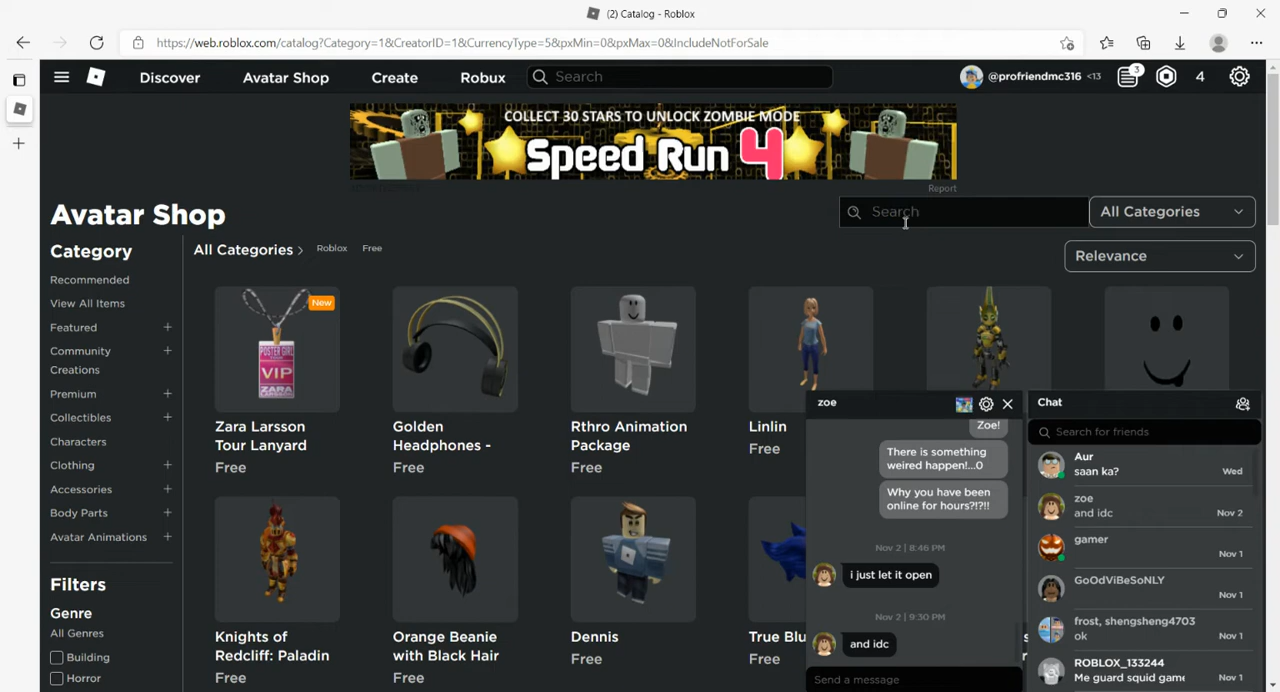 (2) Catalog - Roblox
https://web.roblox.com/catalog?Category=1&CreatorID=1&CurrencyType=5&pxMin=0&pxMax=0&IncludeNotForSale
Discover
Avatar Shop
Create
Robux
Search
@profriendmc316 <13
3
4
COLLECT 30 STARS TO UNLOCK ZOMBIE MODE
Speed Run 4
Report
Avatar Shop
Search
All Categories
Category
All Categories >
Roblox
Free
Relevance
Recommended
View All Items
Featured +
Community +
Creations
Premium +
Collectibles +
Characters
Clothing +
Accessories +
Body Parts +
Avatar Animations +
Filters
Genre
All Genres
Building
Horror
New
POSTER GIRL
TOUR
VIP
ZARA
LARSSON
Zara Larsson
Tour Lanyard
Free
Golden
Headphones -
Free
Rthro Animation
Package
Free
Linlin
Free
Knights of
Redcliff: Paladin
Free
Orange Beanie
with Black Hair
Free
Dennis
Free
True Blu
Free
zoe
Zoe!
There is something
weired happen!...0
Why you have been
online for hours?!?!!
Nov 2 | 8:46 PM
i just let it open
Nov 2 | 9:30 PM
and idc
Send a message
Chat
Search for friends
Aur
saan ka?
Wed
zoe
and idc
Nov 2
gamer
Nov 1
GoOdViBeSoNLY
Nov 1
frost, shengsheng4703
ok
Nov 1
ROBLOX_133244
Me guard squid game
Nov 1